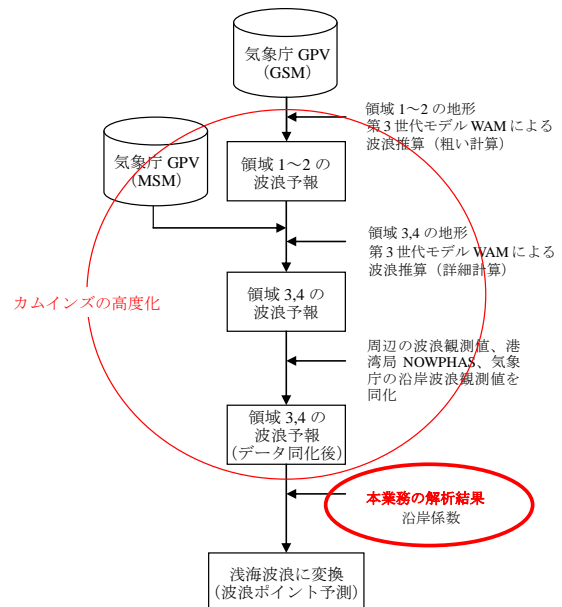 気象庁 GPV
（GSM）
領域 1～2 の地形
第 3 世代モデル WAM による
波浪推算（粗い計算）
気象庁 GPV
（MSM）
領域 1～2 の
波浪予報
領域 3,4 の地形
第 3 世代モデル WAM による
波浪推算（詳細計算）
カムインズの高度化
領域 3,4 の
波浪予報
周辺の波浪観測値、港
湾局 NOWPHAS、気象
庁の沿岸波浪観測値を
同化
領域 3,4 の
波浪予報
（データ同化後）
本業務の解析結果
沿岸係数
浅海波浪に変換
（波浪ポイント予測）